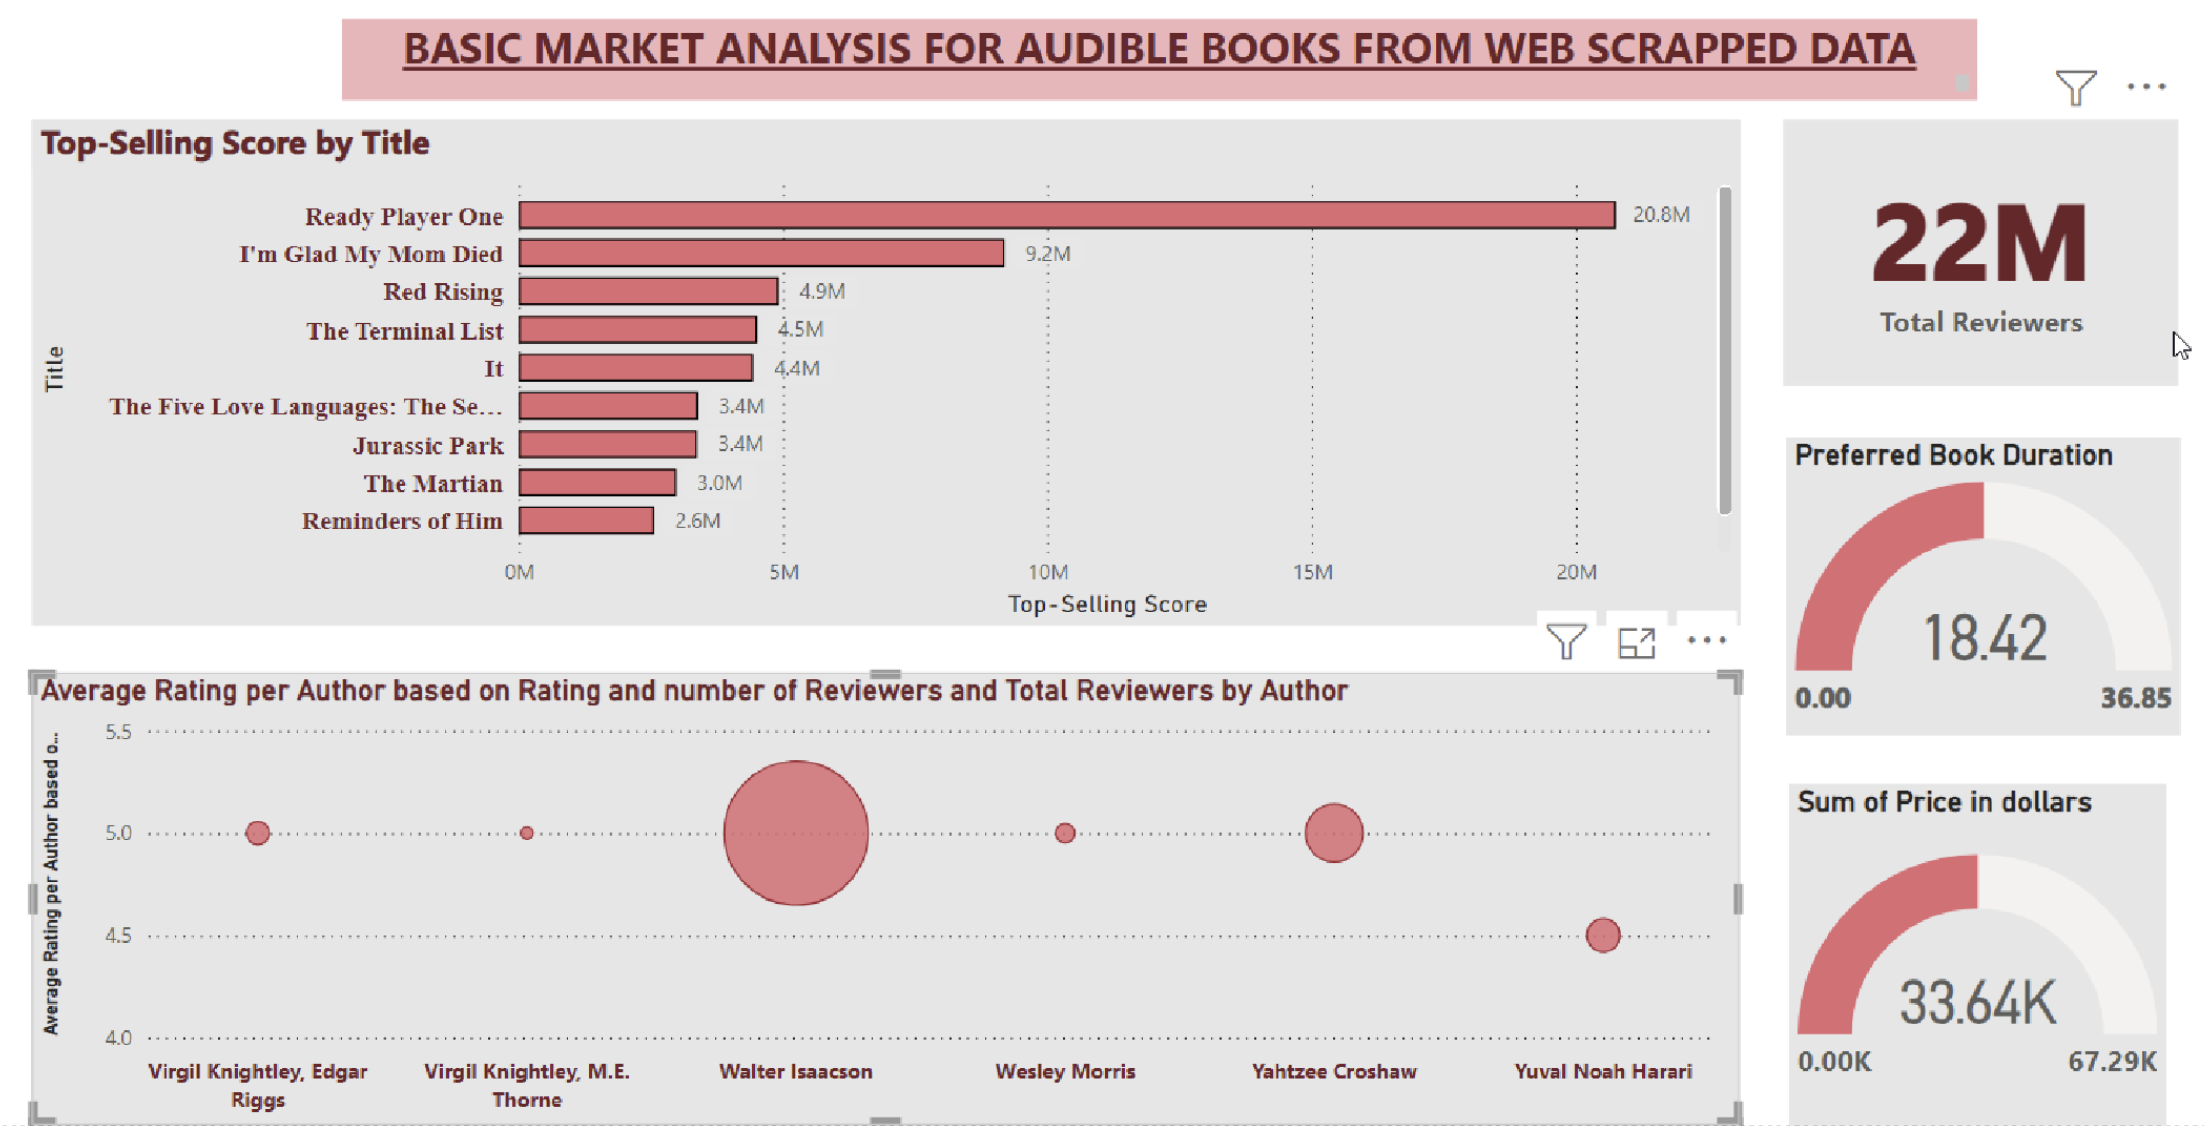 BASIC MARKET ANALYSIS FOR AUDIBLE BOOKS FROM WEB SCRAPPED DATA
Top-Selling Score by Title
Title
Ready Player One 20.8M
I'm Glad My Mom Died 9.2M
Red Rising 4.9M
The Terminal List 4.5M
It 4.4M
The Five Love Languages: The Se... 3.4M
Jurassic Park 3.4M
The Martian 3.0M
Reminders of Him 2.6M
0M 5M 10M 15M 20M
Top-Selling Score
22M
Total Reviewers
Preferred Book Duration
18.42
0.00 36.85
Average Rating per Author based on Rating and number of Reviewers and Total Reviewers by Author
Average Rating per Author based o...
5.5
5.0
4.5
4.0
Virgil Knightley, Edgar
Riggs
Virgil Knightley, M.E.
Thorne
Walter Isaacson
Wesley Morris
Yahtzee Croshaw
Yuval Noah Harari
Sum of Price in dollars
33.64K
0.00K 67.29K